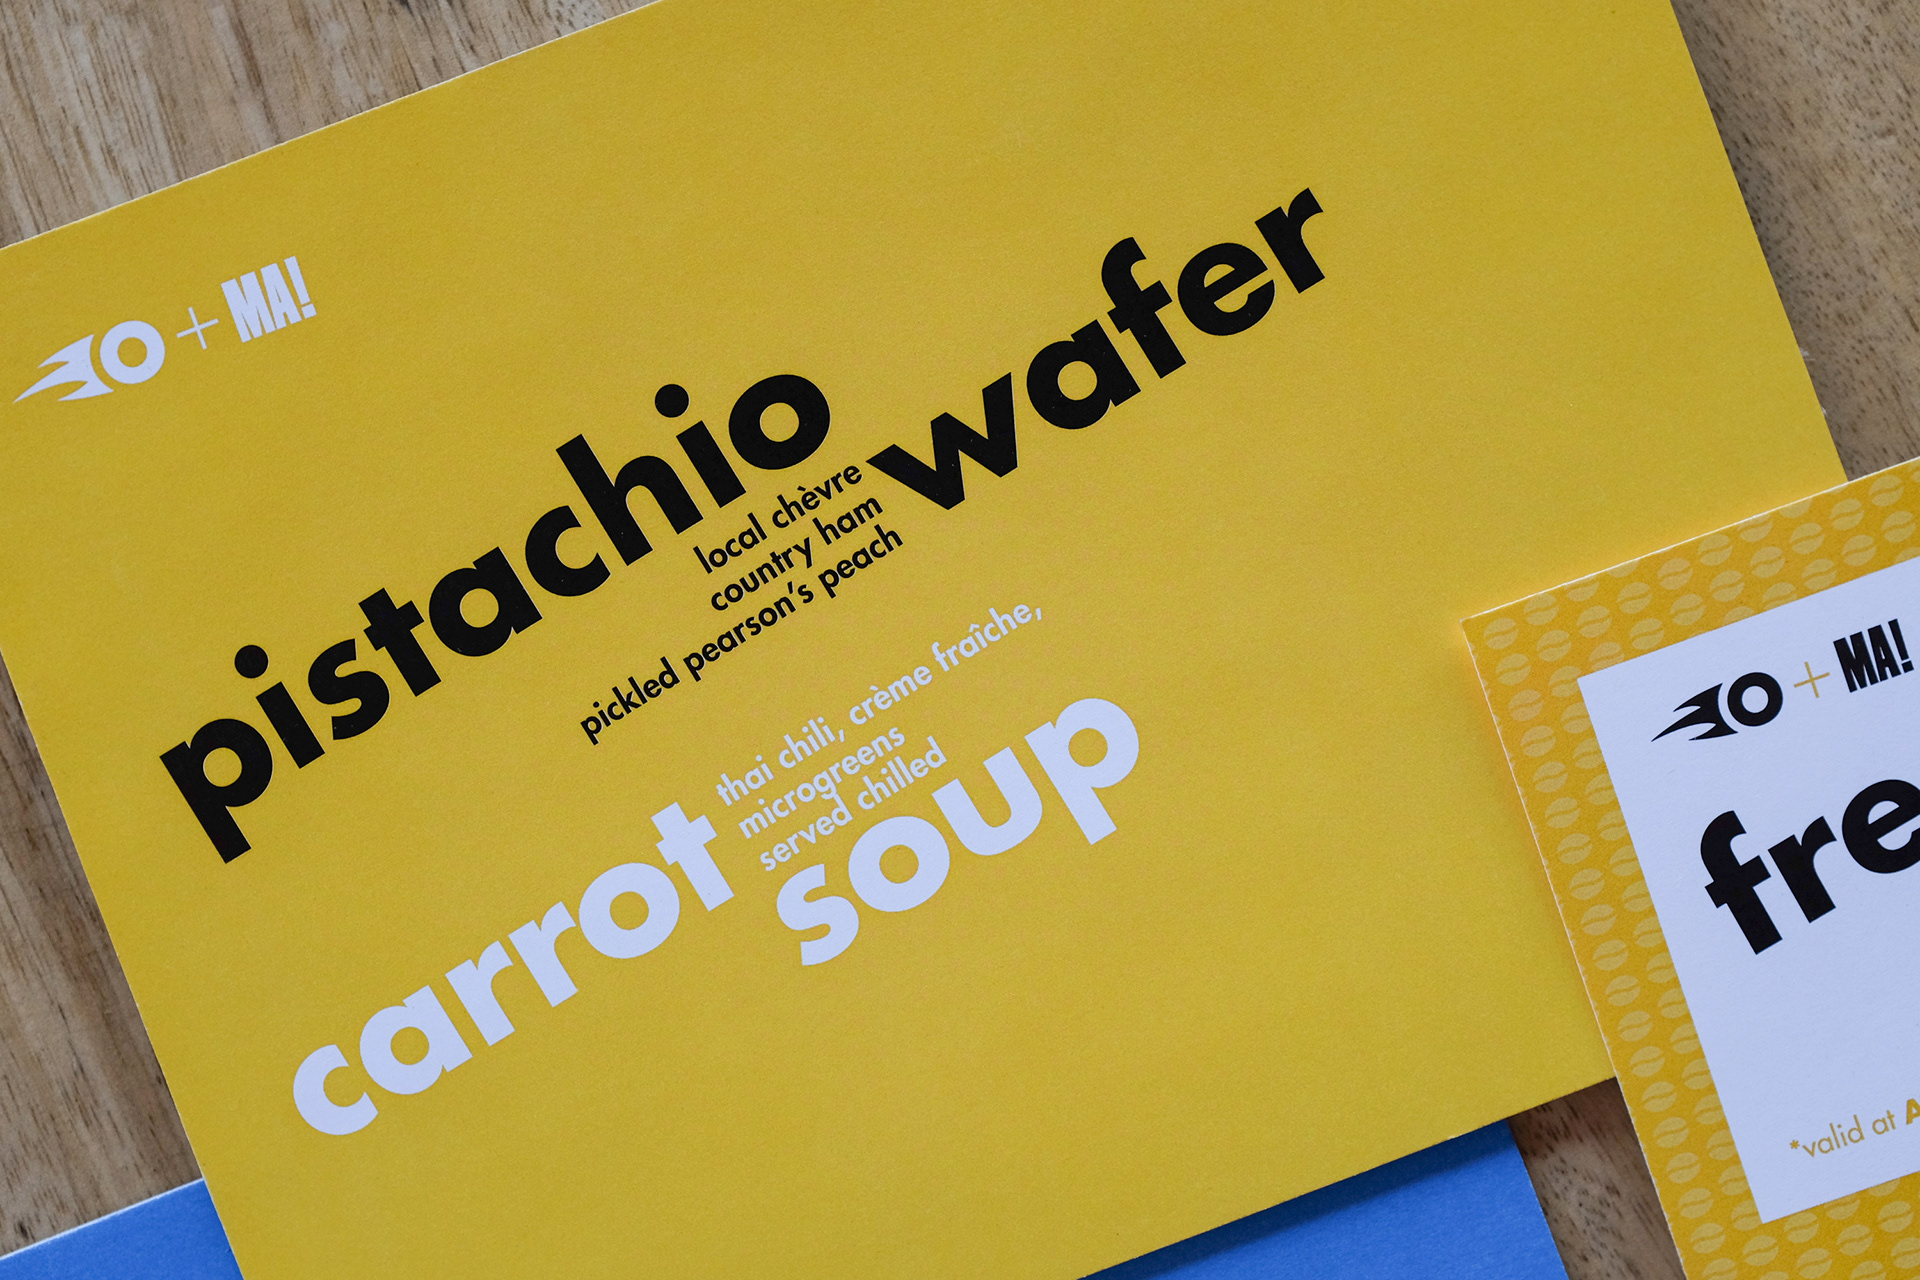 O + MA!
pistachio wafer
local chèvre
country ham
pickled pearson's peach
thai chili, crème fraîche,
microgreens
served chilled
carrot soup
O + MA!
fre
*valid at A